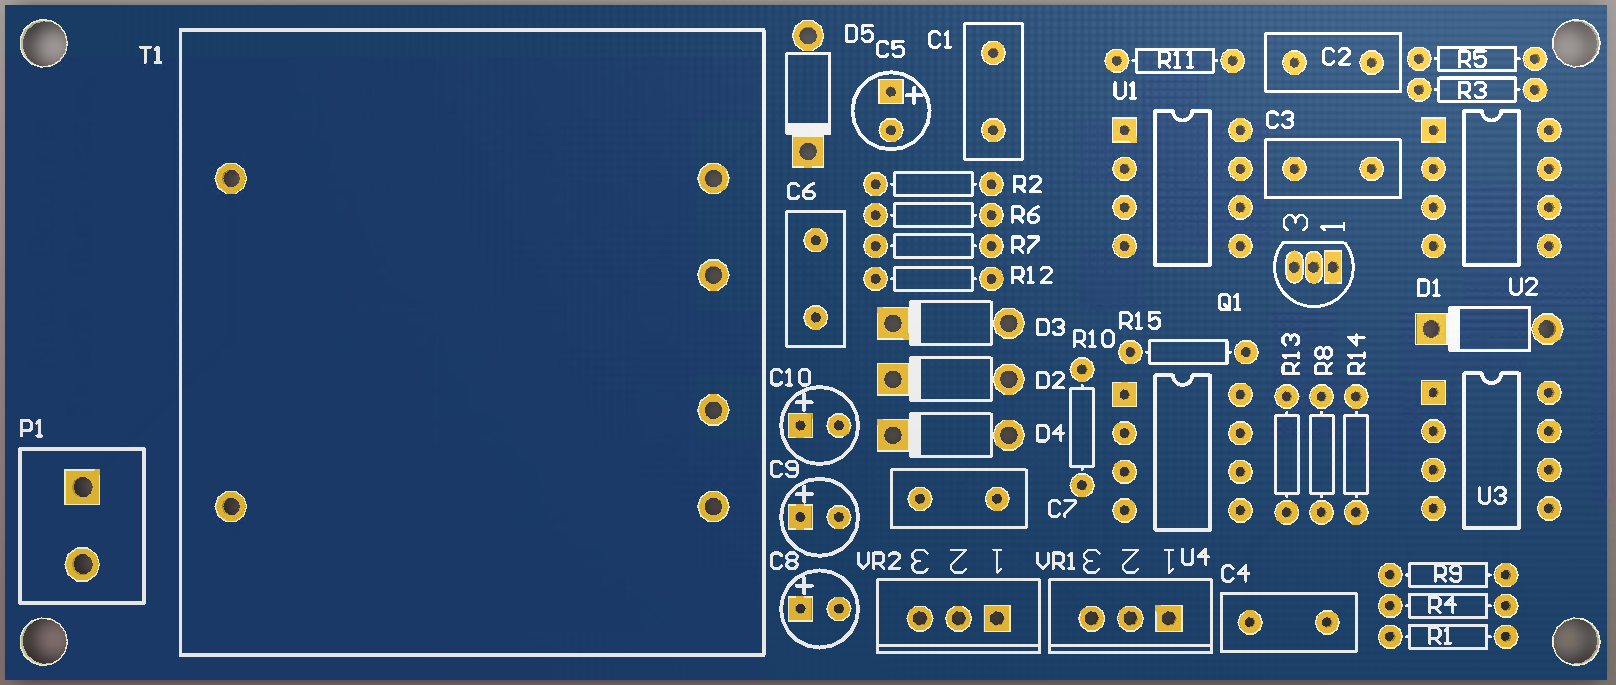 T1
D5
C5
C1
R11
C2
R5
R3
U1
C3
C6
R2
R6
R7
R12
3 1
Q1
D1
U2
D3
R10
R15
R13
R8
R14
C10
D2
D4
P1
C9
C7
U3
C8
VR2
3 2 1
VR1
3 2 1
U4
C4
R9
R4
R1
+
+
+
+